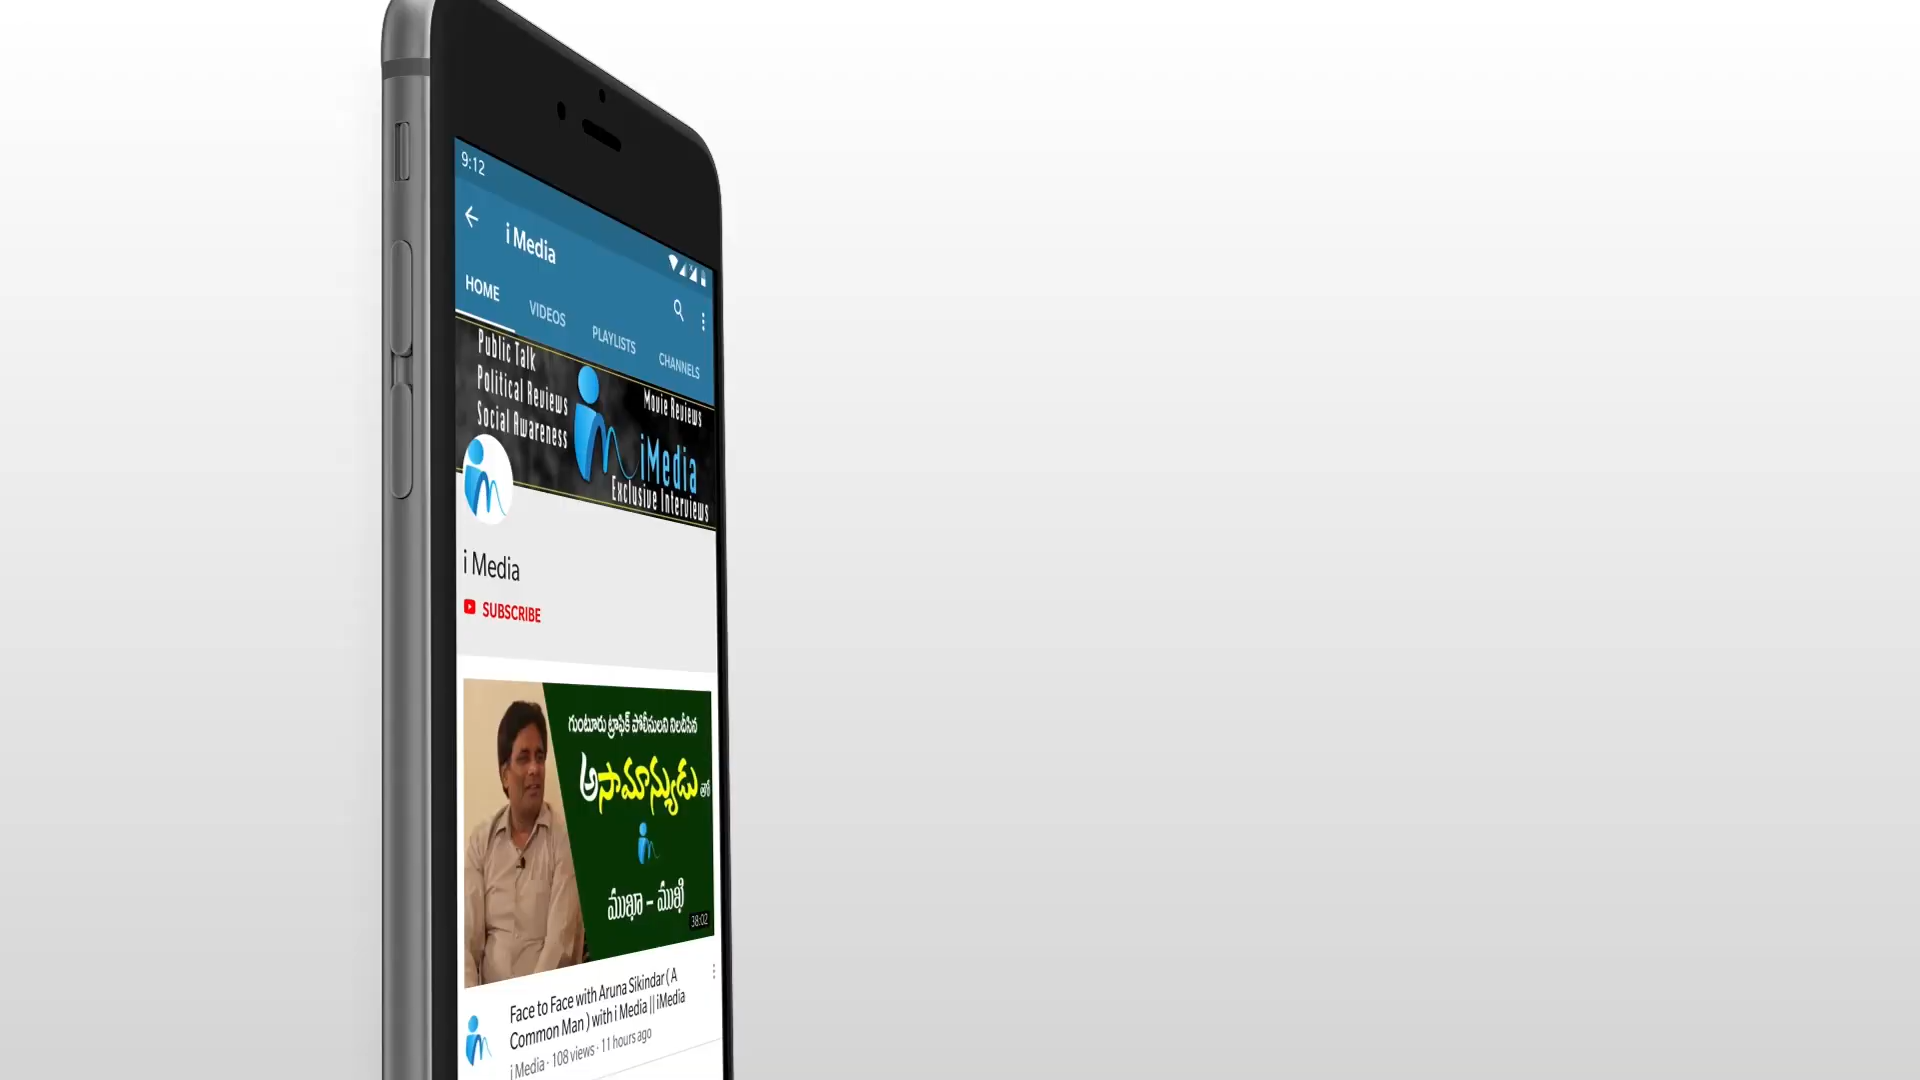 9:12
i Media
HOME VIDEOS PLAYLISTS CHANNELS
Public Talk
Political Reviews
Social Awareness
Movie Reviews
iMedia
Exclusive Interviews
i Media
SUBSCRIBE
గుంటూరు ట్రాఫిక్ పోలీసులని నిలదీసిన
అసామాన్యుడు తో
ముఖా - ముఖి
38:02
Face to Face with Aruna Sikindar ( A
Common Man ) with i Media || iMedia
i Media · 108 views · 11 hours ago